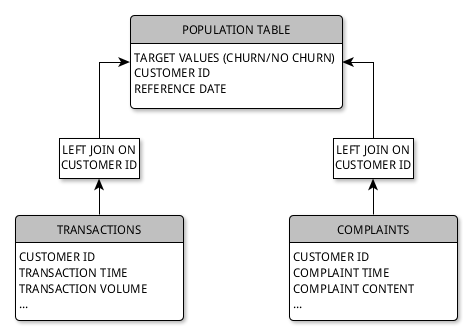 POPULATION TABLE
TARGET VALUES (CHURN/NO CHURN)
CUSTOMER ID
REFERENCE DATE
LEFT JOIN ON
CUSTOMER ID
LEFT JOIN ON
CUSTOMER ID
TRANSACTIONS
CUSTOMER ID
TRANSACTION TIME
TRANSACTION VOLUME
...
COMPLAINTS
CUSTOMER ID
COMPLAINT TIME
COMPLAINT CONTENT
...